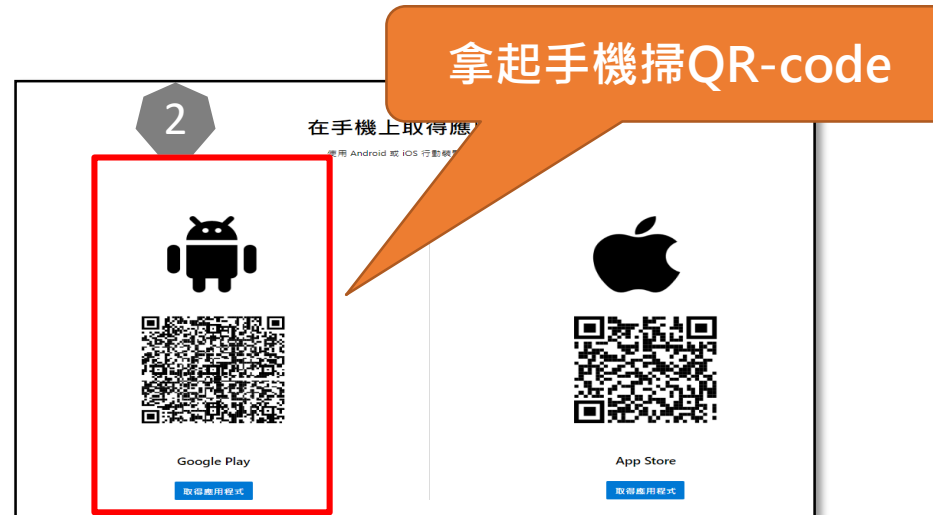 拿起手機掃QR-code
2
在手機上取得應
使用 Android 或 iOS 行動裝
Google Play
App Store
取得應用程式
取得應用程式